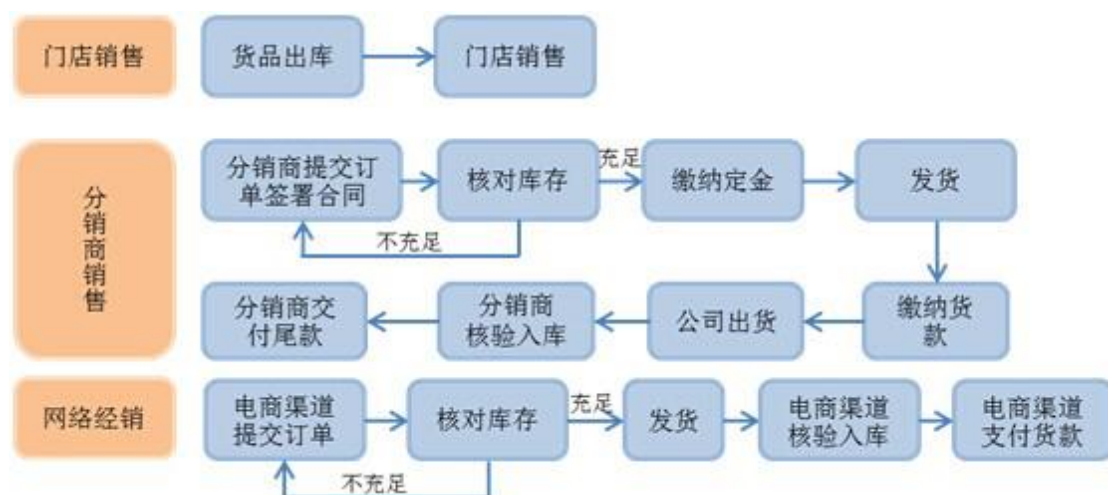 门店销售
货品出库
门店销售
分销商销售
分销商提交订
单签署合同
核对库存
充足
缴纳定金
发货
不充足
分销商交
付尾款
分销商
核验入库
公司出货
缴纳货
款
网络经销
电商渠道
提交订单
核对库存
充足
发货
电商渠道
核验入库
电商渠道
支付货款
不充足